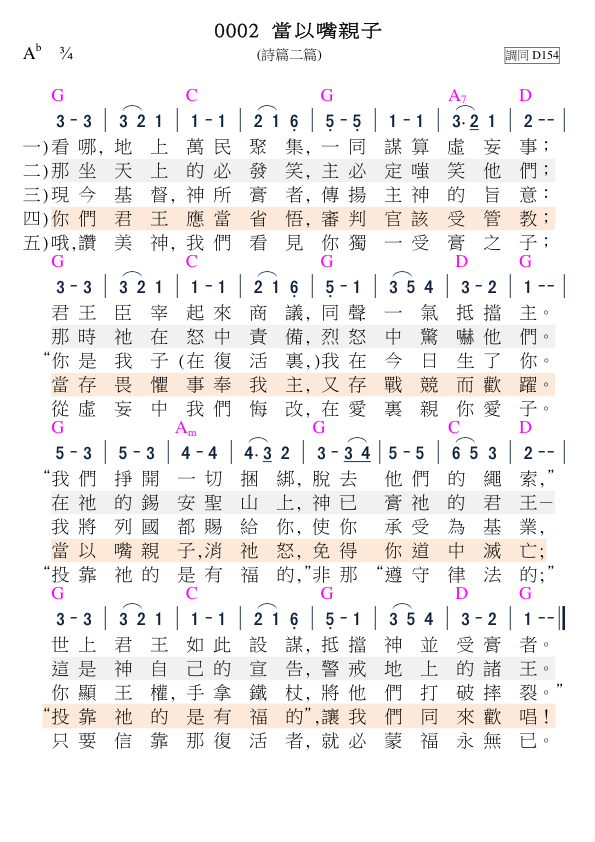 0002 當以嘴親子
A♭ ¾ (詩篇二篇) 調同 D154
G C G A7 D
3 - 3 | 3 2 1 | 1 - 1 | 2 1 6̣ | 5̣ - 5̣ | 1 - 1 | 3· 2 1 | 2 - - |
一)看哪,地上萬民聚集,一同謀算虛妄事;
二)那坐天上的必發笑,主必定嗤笑他們;
三)現今基督,神所膏者,傳揚主神的旨意:
四)你們君王應當省悟,審判官該受管教;
五)哦,讚美神,我們看見你獨一受膏之子;
G C G D G
3 - 3 | 3 2 1 | 1 - 1 | 2 1 6̣ | 5̣ - 1 | 3 5 4 | 3 - 2 | 1 - - |
君王臣宰起來商議,同聲一氣抵擋主。
那時祂在怒中責備,烈怒中驚嚇他們。
“你是我子(在復活裏,)我在今日生了你。
當存畏懼事奉我主,又存戰競而歡躍。
從虛妄中我們悔改,在愛裏親你愛子。
G Am G C D
5 - 3 | 5 - 3 | 4 - 4 | 4· 3 2 | 3 - 3 4 | 5 - 5 | 6 5 3 | 2 - - |
“我們掙開一切捆綁,脫去他們的繩索,”
在祂的錫安聖山上,神已膏祂的君王─
我將列國都賜給你,使你承受為基業,
當以嘴親子,消祂怒,免得你道中滅亡;
“投靠祂的是有福的,”非那“遵守律法的;”
G C G D G
3 - 3 | 3 2 1 | 1 - 1 | 2 1 6̣ | 5̣ - 1 | 3 5 4 | 3 - 2 | 1 - - ‖
世上君王如此設謀,抵擋神並受膏者。
這是神自己的宣告,警戒地上的諸王。
你顯王權,手拿鐵杖,將他們打破摔裂。”
“投靠祂的是有福的”,讓我們同來歡唱!
只要信靠那復活者,就必蒙福永無已。